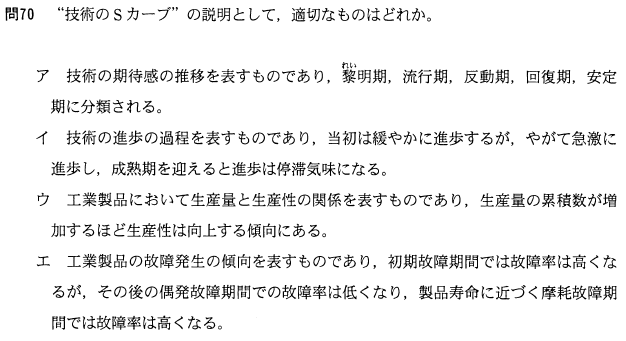 問70 “技術のSカーブ”の説明として，適切なものはどれか。
れい
ア 技術の期待感の推移を表すものであり，黎明期，流行期，反動期，回復期，安定
期に分類される。
イ 技術の進歩の過程を表すものであり，当初は緩やかに進歩するが，やがて急激に
進歩し，成熟期を迎えると進歩は停滞気味になる。
ウ 工業製品において生産量と生産性の関係を表すものであり，生産量の累積数が増
加するほど生産性は向上する傾向にある。
エ 工業製品の故障発生の傾向を表すものであり，初期故障期間では故障率は高くな
るが，その後の偶発故障期間での故障率は低くなり，製品寿命に近づく摩耗故障期
間では故障率は高くなる。